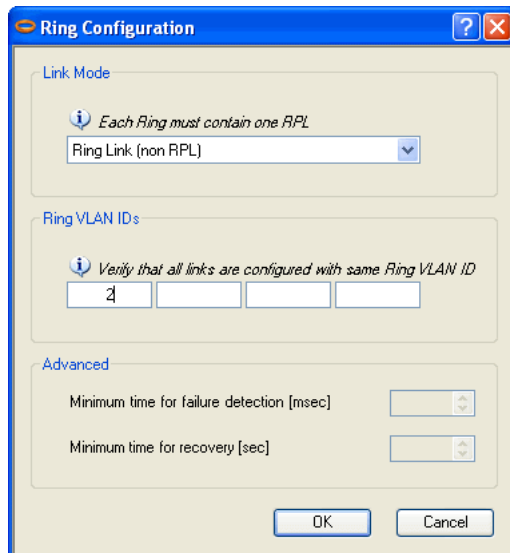 Ring Configuration
Link Mode
Each Ring must contain one RPL
Ring Link (non RPL)
Ring VLAN IDs
Verify that all links are configured with same Ring VLAN ID
2
Advanced
Minimum time for failure detection [msec]
Minimum time for recovery [sec]
OK Cancel